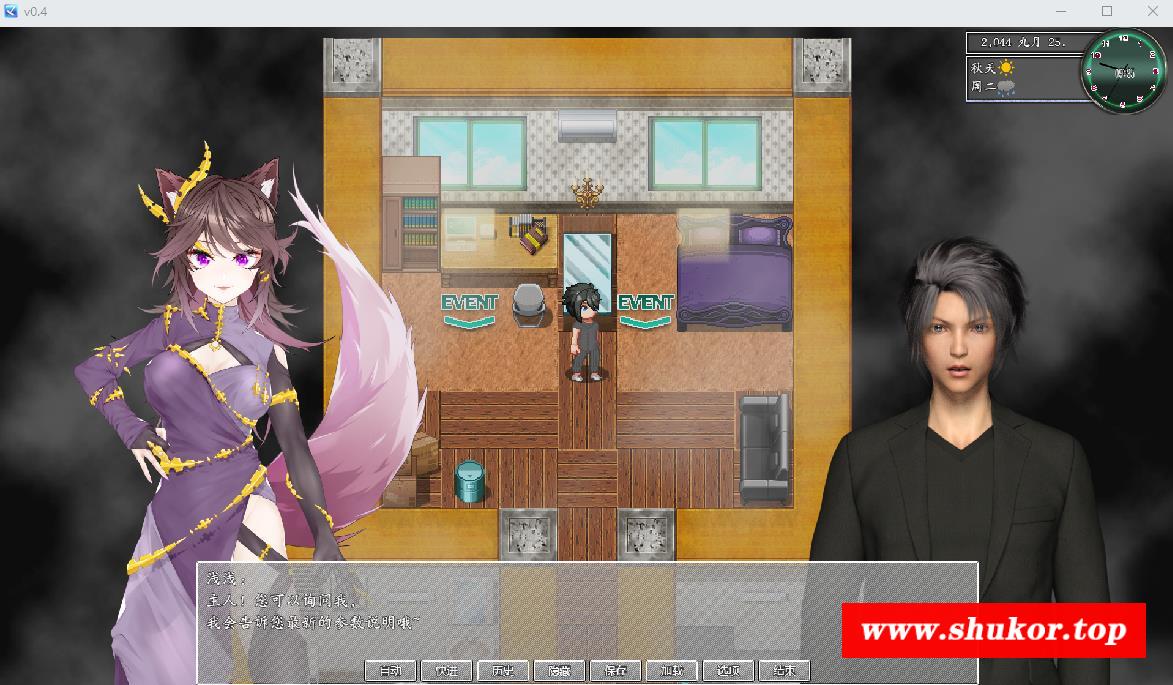 v0.4
2,044 九月 25.
秋天
周二
EVENT
EVENT
浅浅:
主人！您可以询问我，
我会告诉您最新的参数说明哦~
www.shukor.top
自动 快进 历史 隐藏 保存 加载 选项 结束